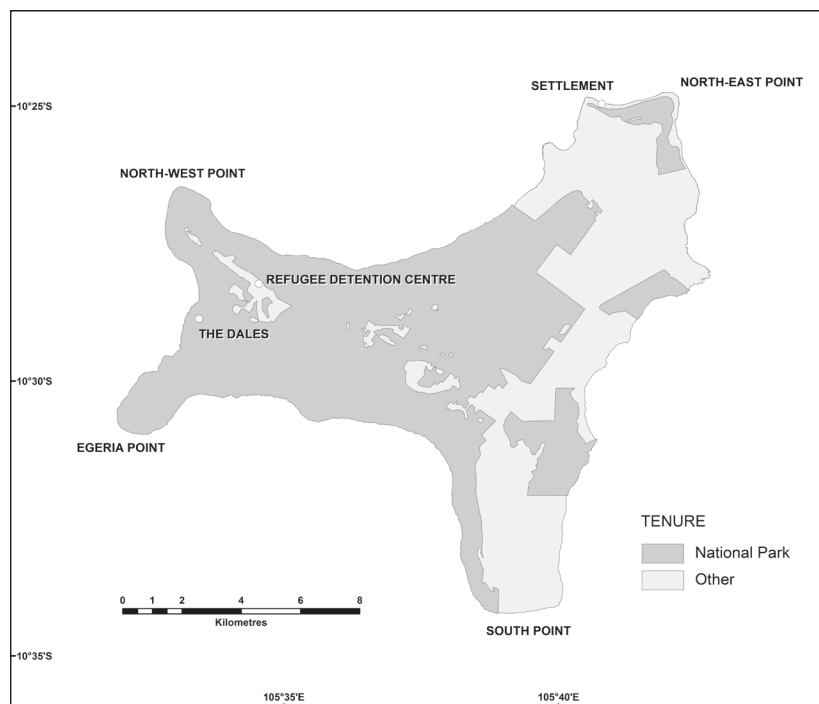 SETTLEMENT
NORTH-EAST POINT
10°25'S
NORTH-WEST POINT
REFUGEE DETENTION CENTRE
THE DALES
10°30'S
EGERIA POINT
TENURE
National Park
Other
0 1 2 4 6 8
Kilometres
SOUTH POINT
10°35'S
105°35'E
105°40'E